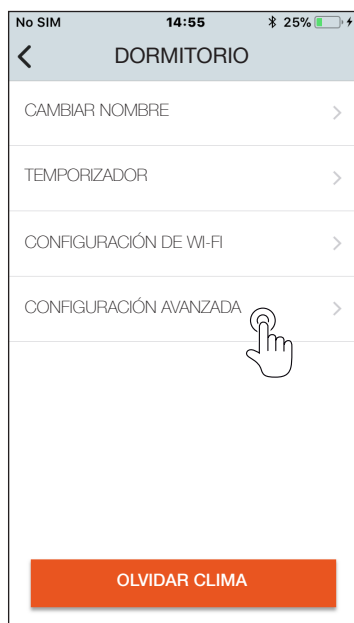 No SIM 14:55 25%
DORMITORIO
CAMBIAR NOMBRE
TEMPORIZADOR
CONFIGURACIÓN DE WI-FI
CONFIGURACIÓN AVANZADA
OLVIDAR CLIMA